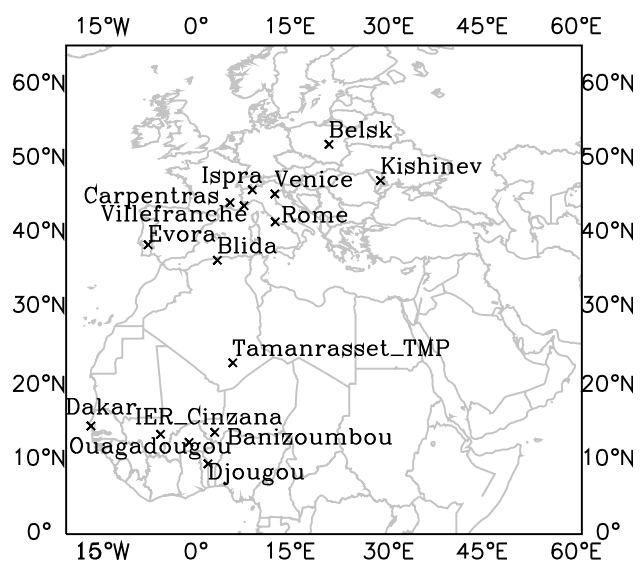 15°W 0° 15°E 30°E 45°E 60°E
60°N 60°N
Belsk
50°N 50°N
Kishinev
Ispra Venice
Carpentras
Villefranche Rome
40°N Evora 40°N
Blida
30°N 30°N
Tamanrasset_TMP
20°N 20°N
Dakar IER_Cinzana
Ouagadougou Banizoumbou
10°N Djougou 10°N
0° 0°
15°W 0° 15°E 30°E 45°E 60°E